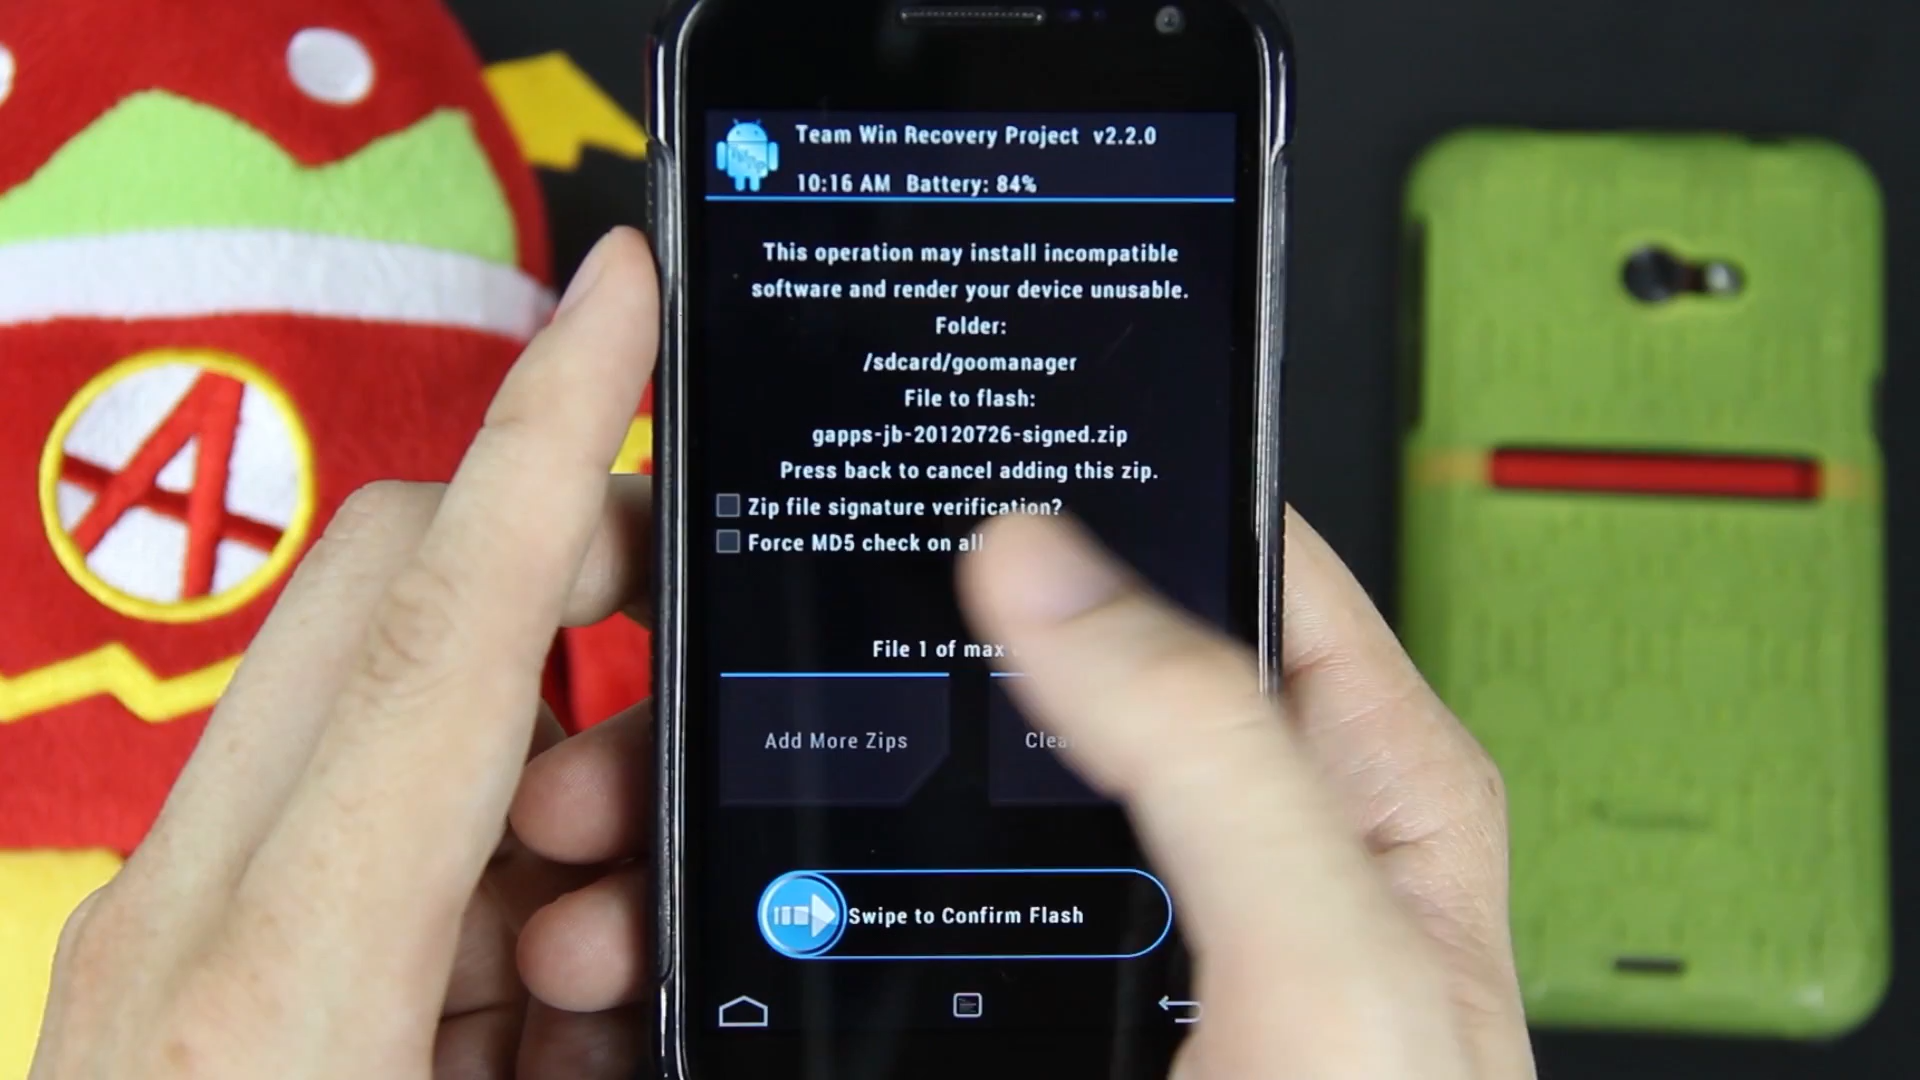 Team Win Recovery Project v2.2.0
10:16 AM Battery: 84%
This operation may install incompatible
software and render your device unusable.
Folder:
/sdcard/goomanager
File to flash:
gapps-jb-20120726-signed.zip
Press back to cancel adding this zip.
Zip file signature verification?
Force MD5 check on all
File 1 of max
Add More Zips
Swipe to Confirm Flash
A